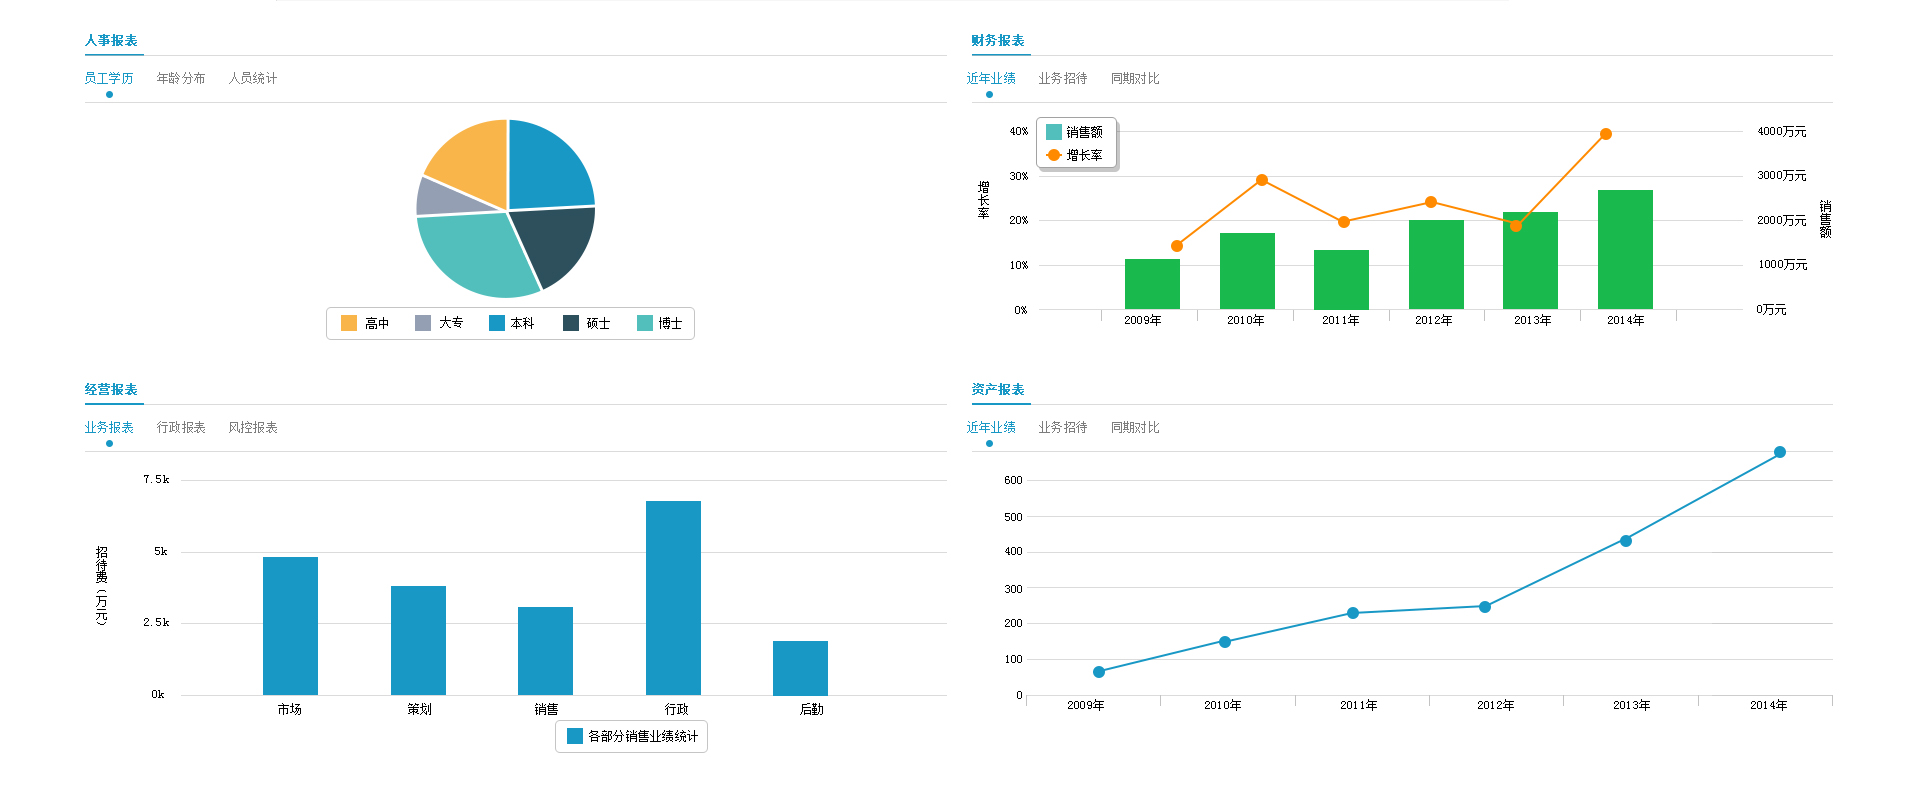 人事报表
员工学历 年龄分布 人员统计
高中 大专 本科 硕士 博士
财务报表
近年业绩 业务招待 同期对比
销售额
增长率
40% 4000万元
30% 3000万元
20% 2000万元
10% 1000万元
0% 0万元
增长率
销售额
2009年 2010年 2011年 2012年 2013年 2014年
经营报表
业务报表 行政报表 风控报表
7.5k
5k
2.5k
0k
招待费（万元）
市场 策划 销售 行政 后勤
各部分销售业绩统计
资产报表
近年业绩 业务招待 同期对比
600
500
400
300
200
100
0
2009年 2010年 2011年 2012年 2013年 2014年